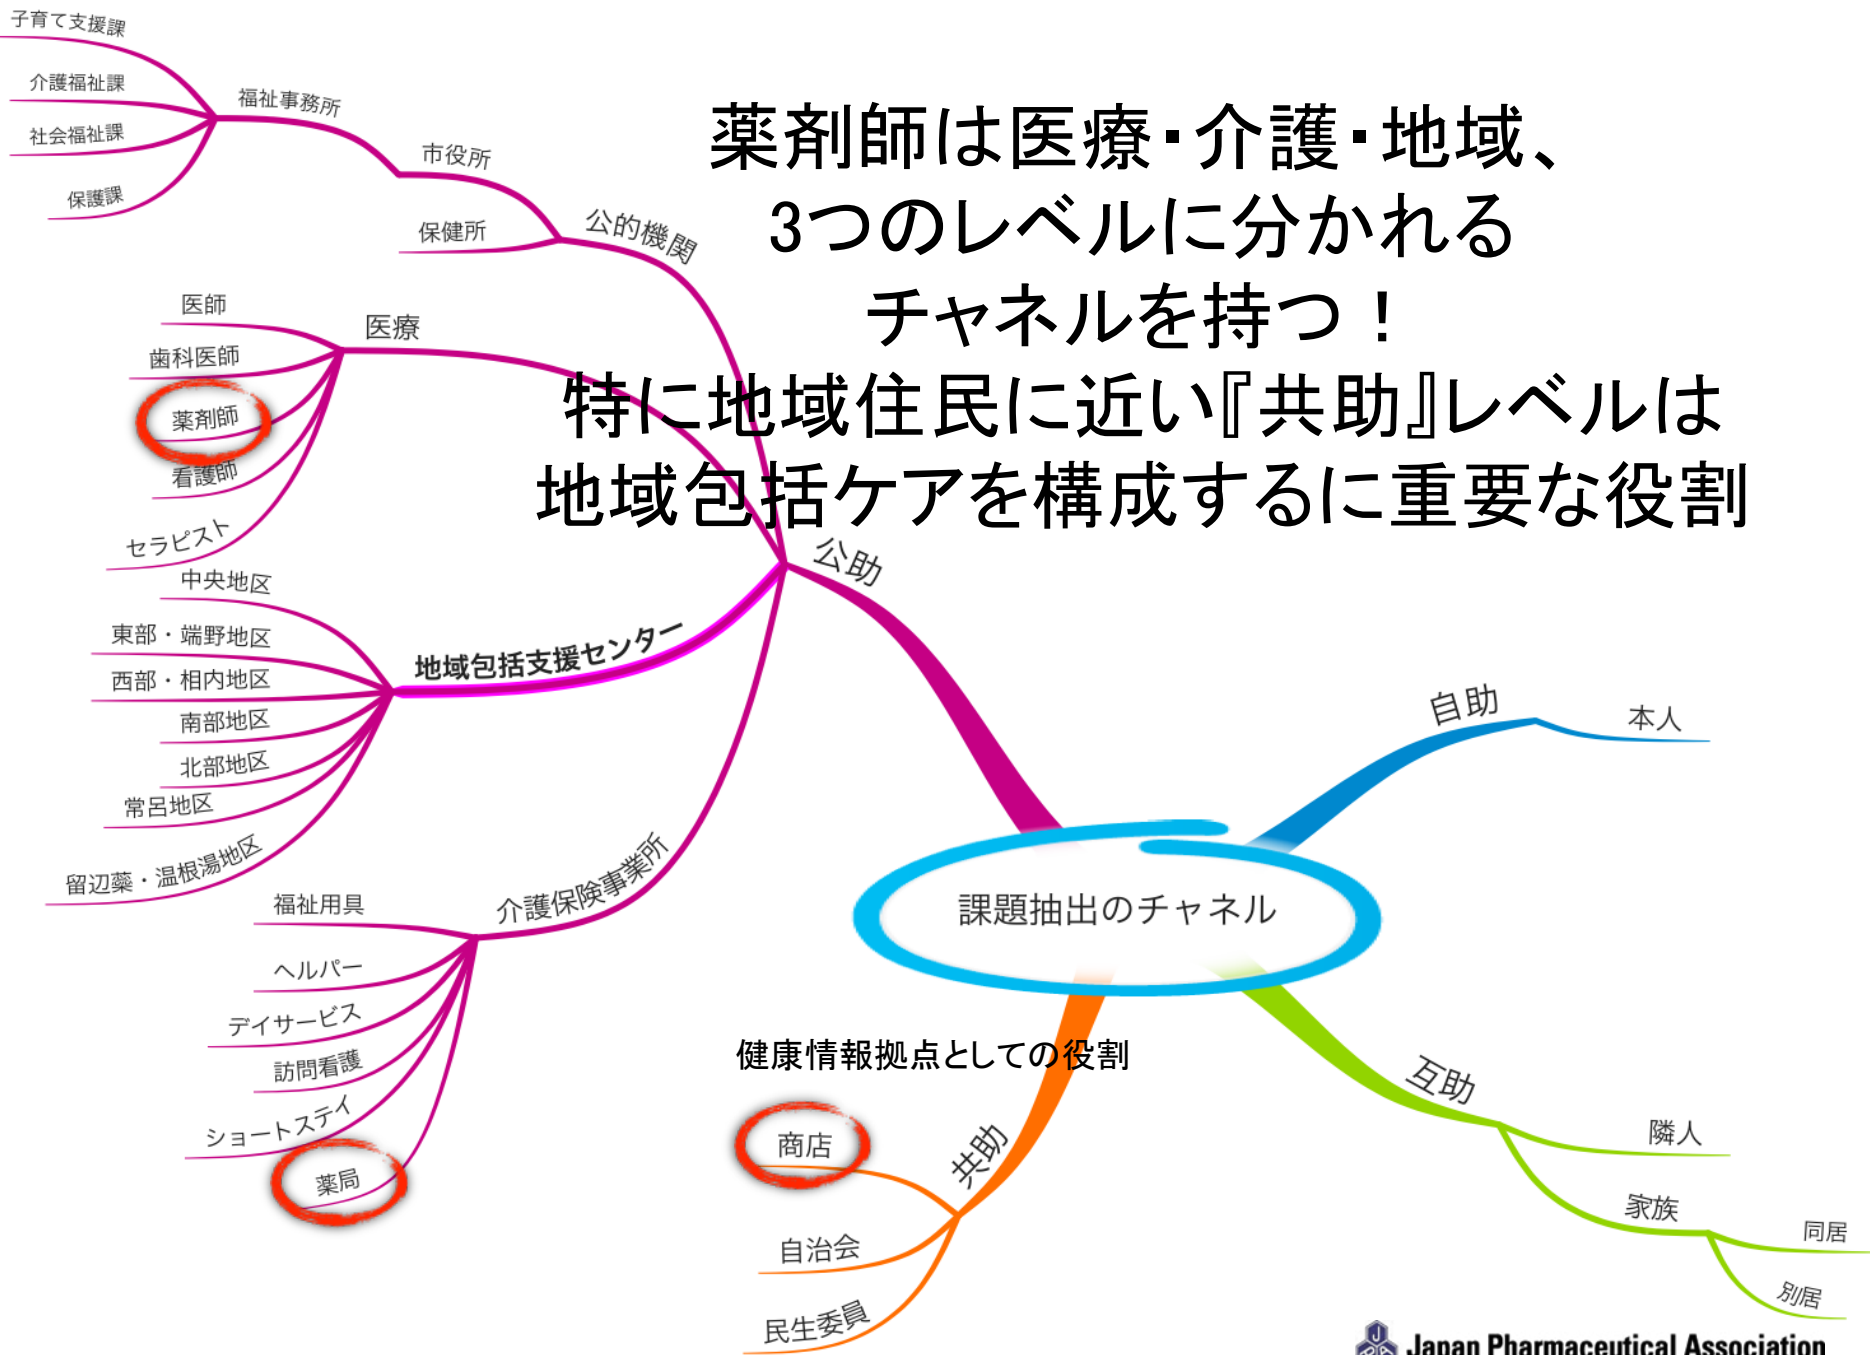 薬剤師は医療・介護・地域、
3つのレベルに分かれる
チャネルを持つ！
特に地域住民に近い『共助』レベルは
地域包括ケアを構成するに重要な役割
子育て支援課
介護福祉課
社会福祉課
保護課
福祉事務所
市役所
保健所
公的機関
医師
歯科医師
薬剤師
看護師
セラピスト
医療
中央地区
東部・端野地区
西部・相内地区
南部地区
北部地区
常呂地区
留辺蘂・温根湯地区
地域包括支援センター
福祉用具
ヘルパー
デイサービス
訪問看護
ショートステイ
薬局
介護保険事業所
公助
自助
本人
課題抽出のチャネル
健康情報拠点としての役割
商店
自治会
民生委員
共助
互助
隣人
家族
同居
別居
Japan Pharmaceutical Association